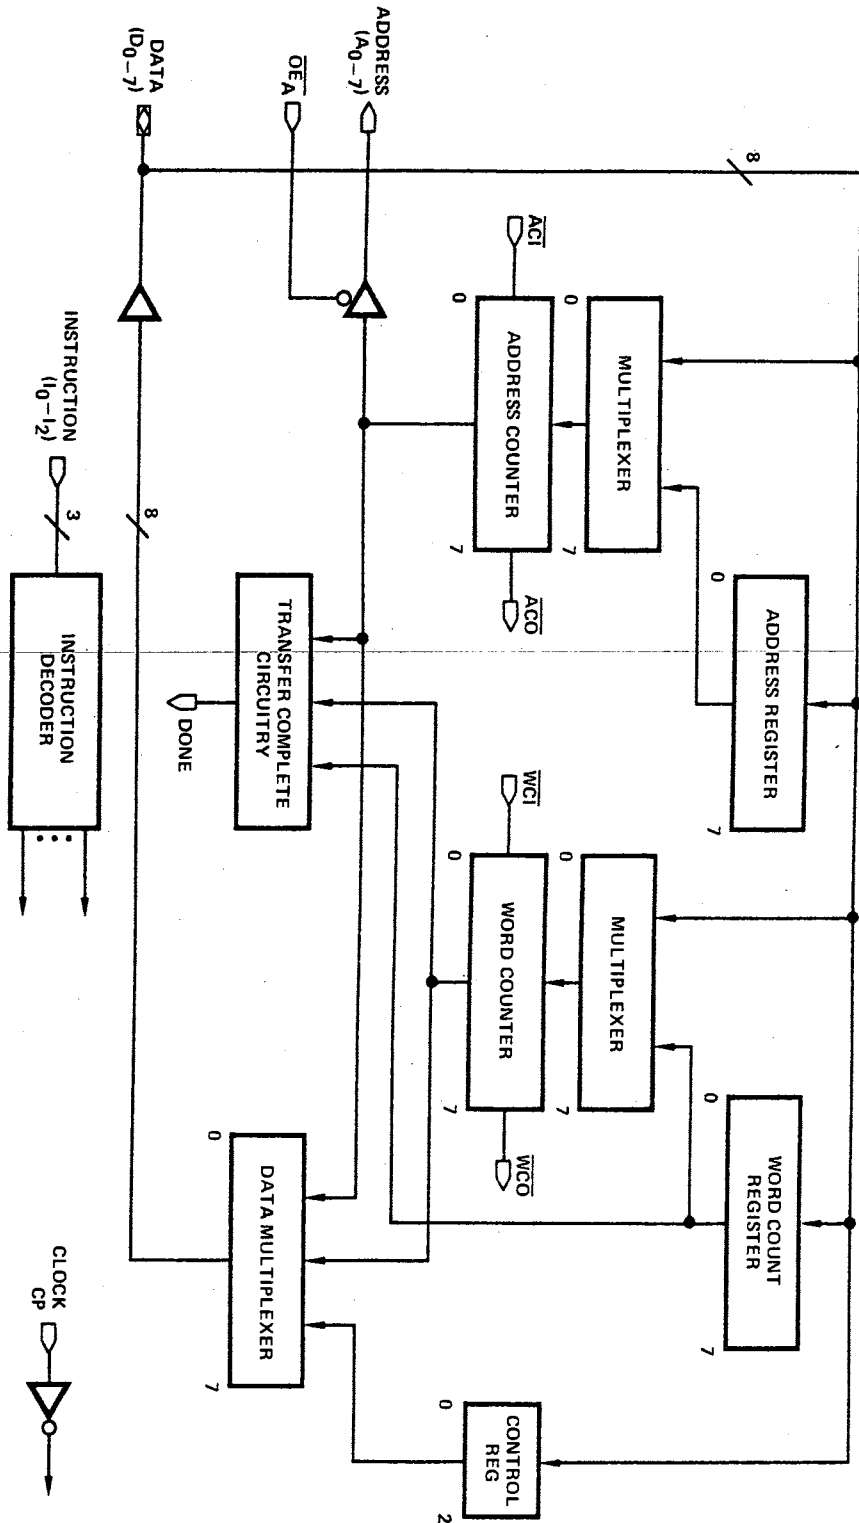 8
ADDRESS REGISTER
0
7
WORD COUNT
REGISTER
0
7
MULTIPLEXER
0
7
MULTIPLEXER
0
7
CONTROL
REG
0
2
ACI
ADDRESS COUNTER
0
7
ACO
WCI
WORD COUNTER
0
7
WCO
ADDRESS
(A0–7)
OEA
TRANSFER COMPLETE
CIRCUITRY
DONE
DATA MULTIPLEXER
0
7
DATA
(D0–7)
8
INSTRUCTION
(I0–I2)
3
INSTRUCTION
DECODER
CLOCK
CP